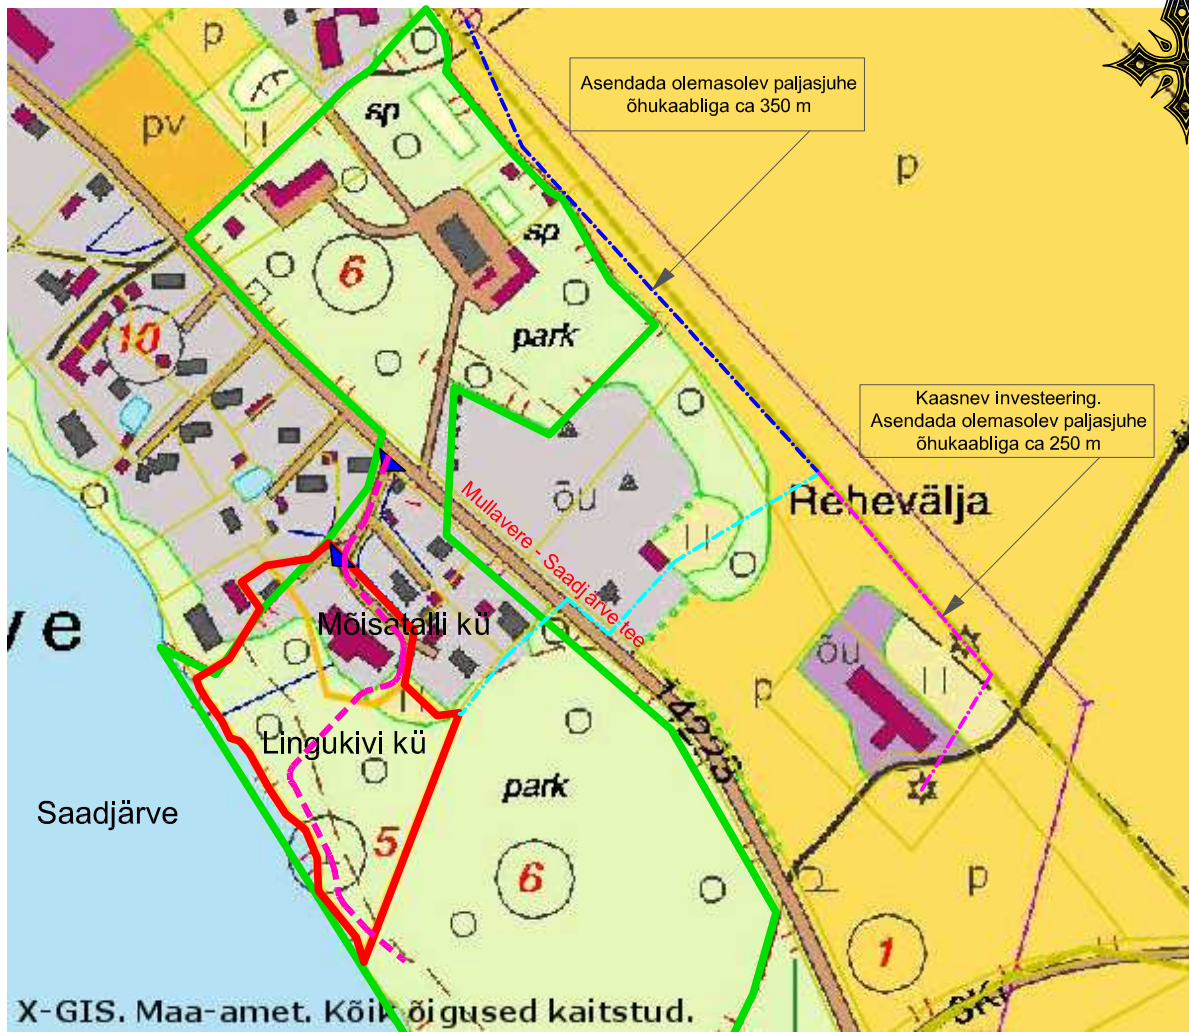 p
sp
pv
Asendada olemasolev paljasjuhe
õhukaabliga ca 350 m
p
sp
6
park
10
Kaasnev investeering.
Asendada olemasolev paljasjuhe
õhukaabliga ca 250 m
Mullavere - Saadjärve tee
õu
Rehevälja
Mõisatalli kü
õu
p
14223
Lingukivi kü
park
Saadjärve
5
6
p
1
X-GIS. Maa-amet. Kõik õigused kaitstud.